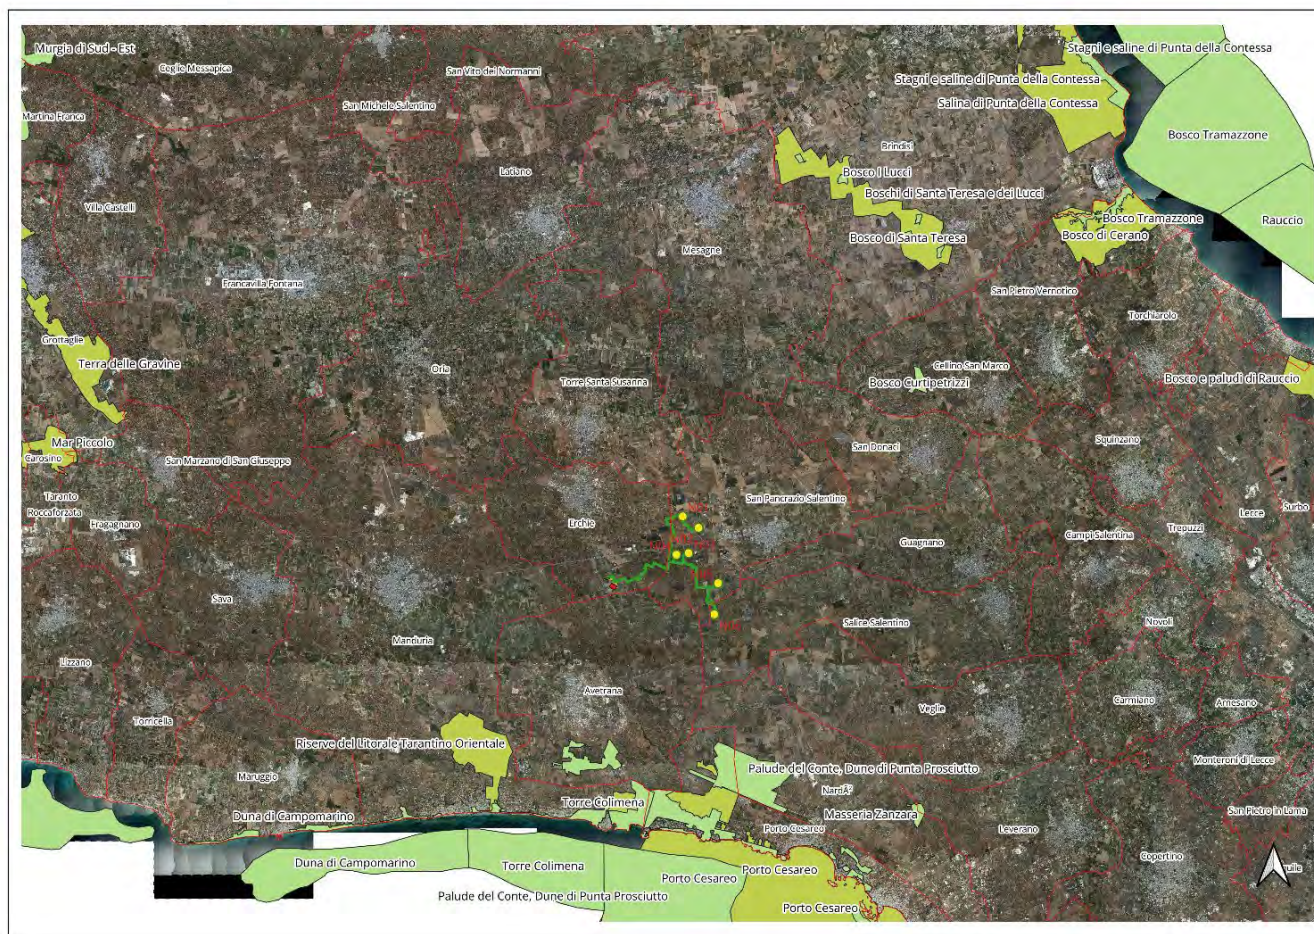 Murgia di Sud - Est
Ceglie Messapica
San Vito dei Normanni
Stagni e saline di Punta della Contessa
Stagni e saline di Punta della Contessa
San Michele Salentino
Salina di Punta della Contessa
Martina Franca
Bosco Tramazzone
Brindisi
Latiano
Bosco I Lucci
Boschi di Santa Teresa e dei Lucci
Villa Castelli
Bosco Tramazzone
Rauccio
Bosco di Cerano
Bosco di Santa Teresa
Mesagne
Francavilla Fontana
San Pietro Vernotico
Torchiarolo
Grottaglie
Terra delle Gravine
Oria
Cellino San Marco
Torre Santa Susanna
Bosco Curtipetrizzi
Bosco e paludi di Rauccio
Mar Piccolo
Squinzano
San Donaci
Carosino
San Marzano di San Giuseppe
Lecce
Taranto
San Pancrazio Salentino
Trepuzzi
Surbo
Roccaforzata
Fragagnano
Erchie
Campi Salentina
Guagnano
Sava
Salice Salentino
Novoli
Manduria
Lizzano
Avetrana
Carmiano
Arnesano
Veglie
Torricella
Riserve del Litorale Tarantino Orientale
Monteroni di Lecce
Palude del Conte, Dune di Punta Prosciutto
Maruggio
NardÃ²
Torre Colimena
San Pietro in Lama
Duna di Campomarino
Masseria Zanzara
Porto Cesareo
Leverano
Copertino
Duna di Campomarino
Torre Colimena
Porto Cesareo
Porto Cesareo
Palude del Conte, Dune di Punta Prosciutto
Porto Cesareo